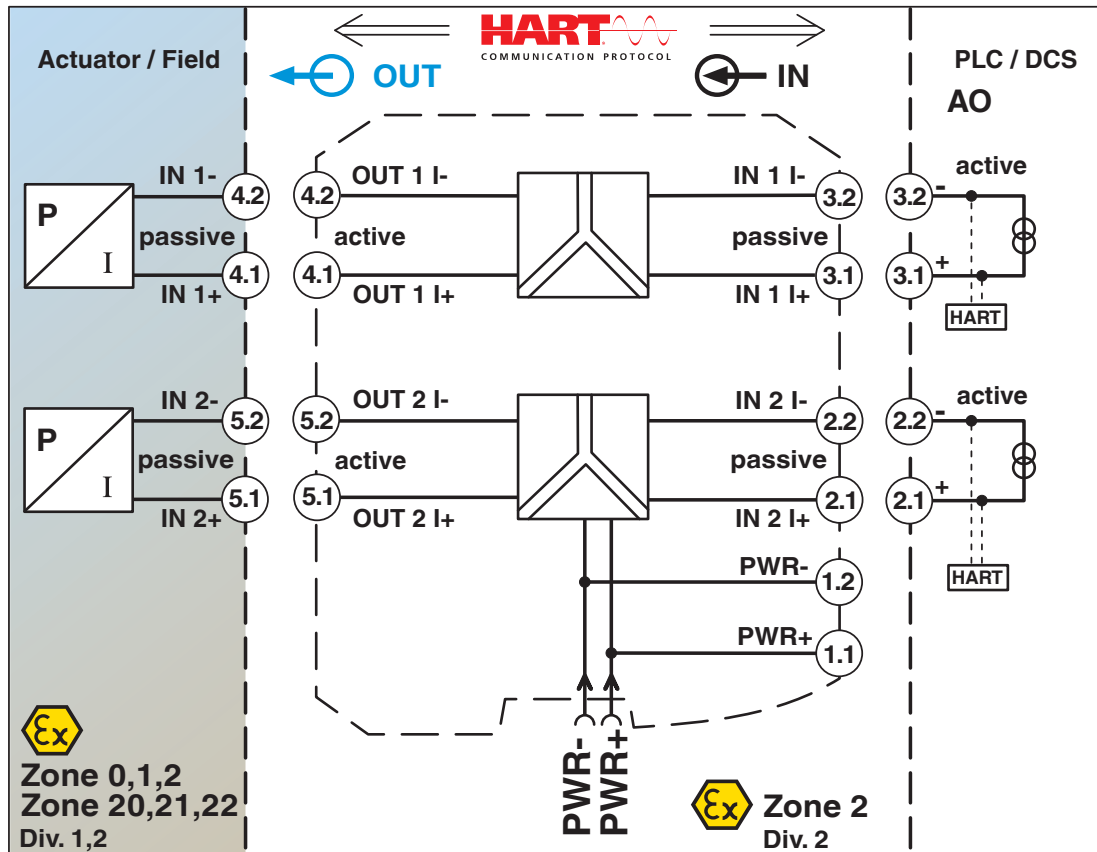 HART
COMMUNICATION PROTOCOL
Actuator / Field
OUT
IN
PLC / DCS
AO
IN 1-
4.2
4.2
OUT 1 I-
IN 1 I-
3.2
3.2
-
active
P
I
passive
active
passive
IN 1+
4.1
4.1
OUT 1 I+
IN 1 I+
3.1
3.1
+
HART
IN 2-
5.2
5.2
OUT 2 I-
IN 2 I-
2.2
2.2
-
active
P
I
passive
active
passive
IN 2+
5.1
5.1
OUT 2 I+
IN 2 I+
2.1
2.1
+
HART
PWR-
1.2
PWR+
1.1
PWR-
PWR+
Ex
Zone 0,1,2
Zone 20,21,22
Div. 1,2
Ex
Zone 2
Div. 2